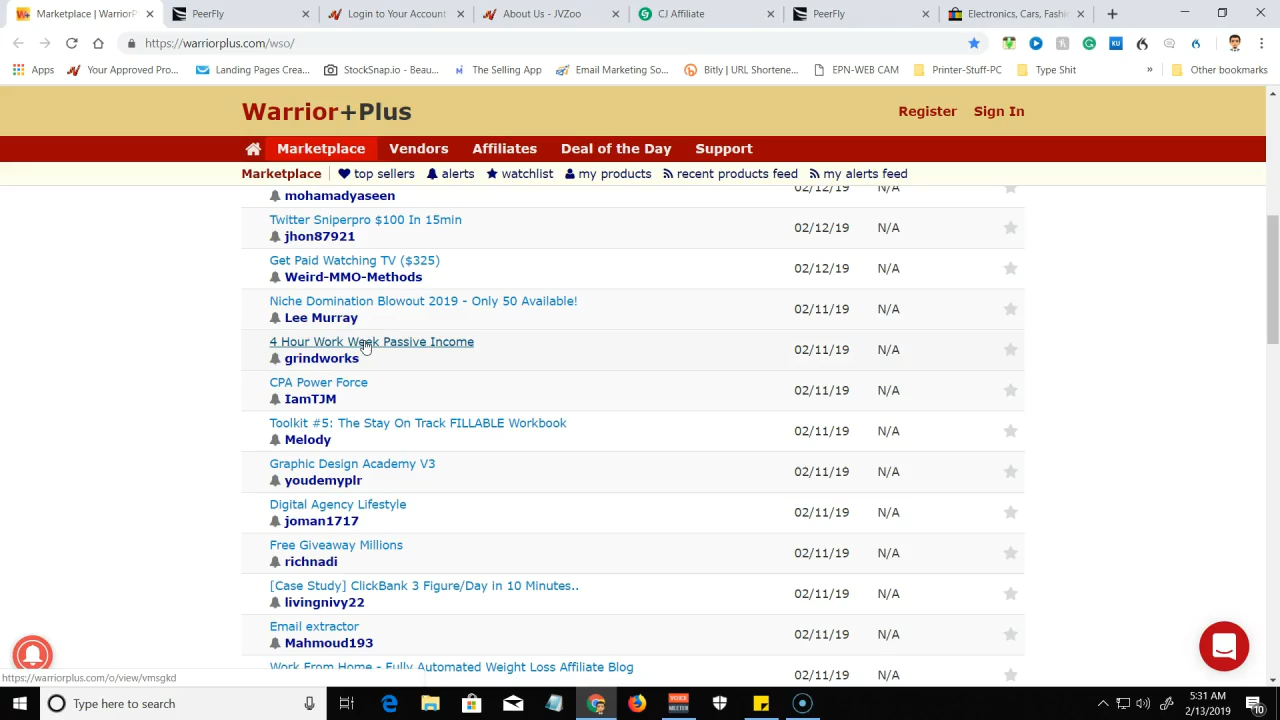 Marketplace | WarriorP
PeerFly
Login to Your Account
About Us - JVZoo
CJ Affiliate
PeerFly
Electronics, Cars, Fashi
https://warriorplus.com/wso/
Apps
Your Approved Pro...
Landing Pages Crea...
StockSnap.io - Beau...
The Selling App
Email Marketing So...
Bitly | URL Shortene...
EPN-WEB CAM
Printer-Stuff-PC
Type Shit
»
Other bookmarks
Warrior+Plus
Register
Sign In
Marketplace
Vendors
Affiliates
Deal of the Day
Support
Marketplace
top sellers
alerts
watchlist
my products
recent products feed
my alerts feed
02/12/19 N/A
mohamadyaseen
Twitter Sniperpro $100 In 15min
jhon87921
02/12/19 N/A
Get Paid Watching TV ($325)
Weird-MMO-Methods
02/12/19 N/A
Niche Domination Blowout 2019 - Only 50 Available!
Lee Murray
02/11/19 N/A
4 Hour Work Week Passive Income
grindworks
02/11/19 N/A
CPA Power Force
IamTJM
02/11/19 N/A
Toolkit #5: The Stay On Track FILLABLE Workbook
Melody
02/11/19 N/A
Graphic Design Academy V3
youdemyplr
02/11/19 N/A
Digital Agency Lifestyle
joman1717
02/11/19 N/A
Free Giveaway Millions
richnadi
02/11/19 N/A
[Case Study] ClickBank 3 Figure/Day in 10 Minutes..
livingnivy22
02/11/19 N/A
Email extractor
Mahmoud193
02/11/19 N/A
Work From Home - Fully Automated Weight Loss Affiliate Blog
02/11/19 N/A
https://warriorplus.com/o/view/vmsgkd
Type here to search
VOICE
MEETER
5:31 AM
2/13/2019
10